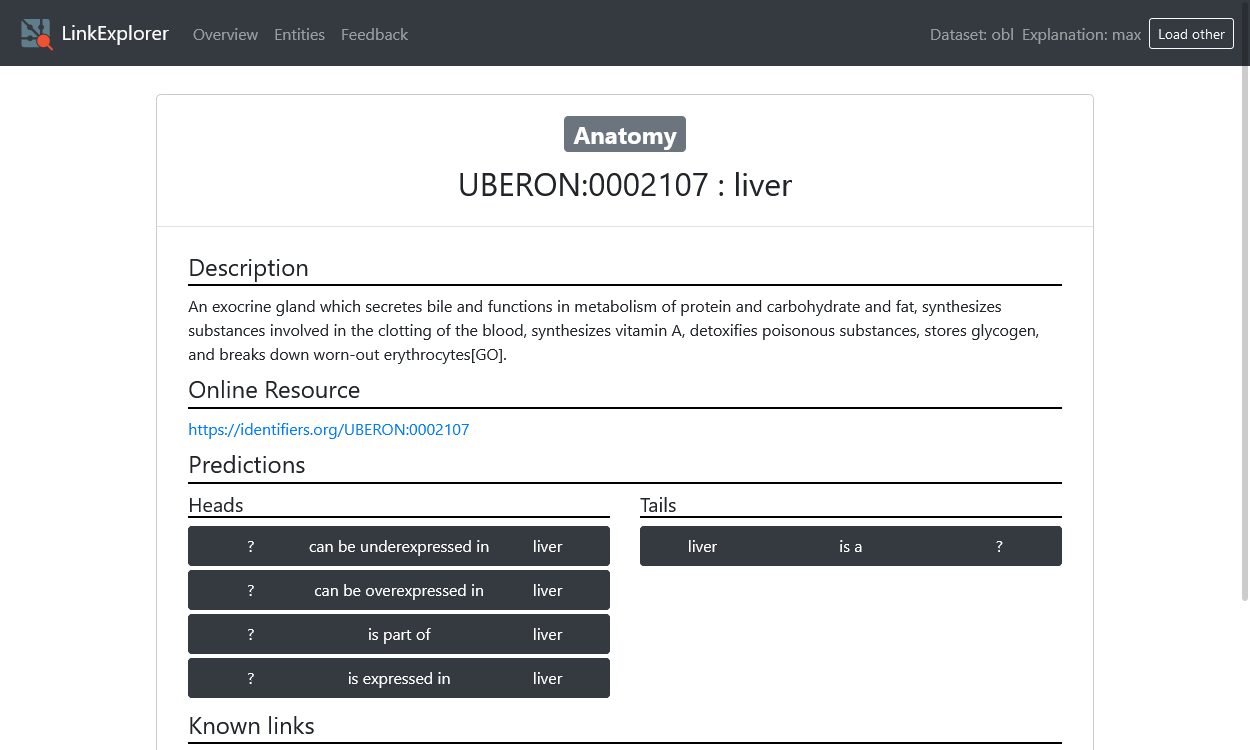 LinkExplorer Overview Entities Feedback Dataset: obl Explanation: max Load other
Anatomy
UBERON:0002107 : liver
Description
An exocrine gland which secretes bile and functions in metabolism of protein and carbohydrate and fat, synthesizes
substances involved in the clotting of the blood, synthesizes vitamin A, detoxifies poisonous substances, stores glycogen,
and breaks down worn-out erythrocytes[GO].
Online Resource
https://identifiers.org/UBERON:0002107
Predictions
Heads
? can be underexpressed in liver
? can be overexpressed in liver
? is part of liver
? is expressed in liver
Tails
liver is a ?
Known links